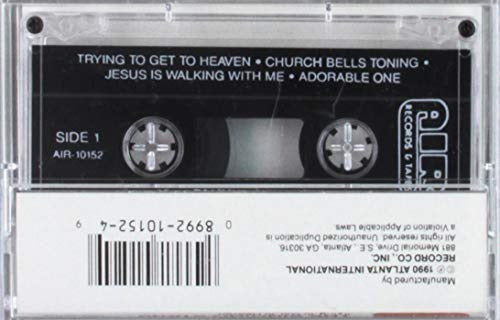 TRYING TO GET TO HEAVEN • CHURCH BELLS TONING •
JESUS IS WALKING WITH ME • ADORABLE ONE
SIDE 1
AIR-10152
AIR
RECORDS & TAPES
Manufactured by
Ⓟ © 1990 ATLANTA INTERNATIONAL
RECORD CO., INC.
881 Memorial Drive, S.E., Atlanta, GA 30316
All rights reserved. Unauthorized Duplication is
a Violation of Applicable Laws
0 8992-10152-4 9